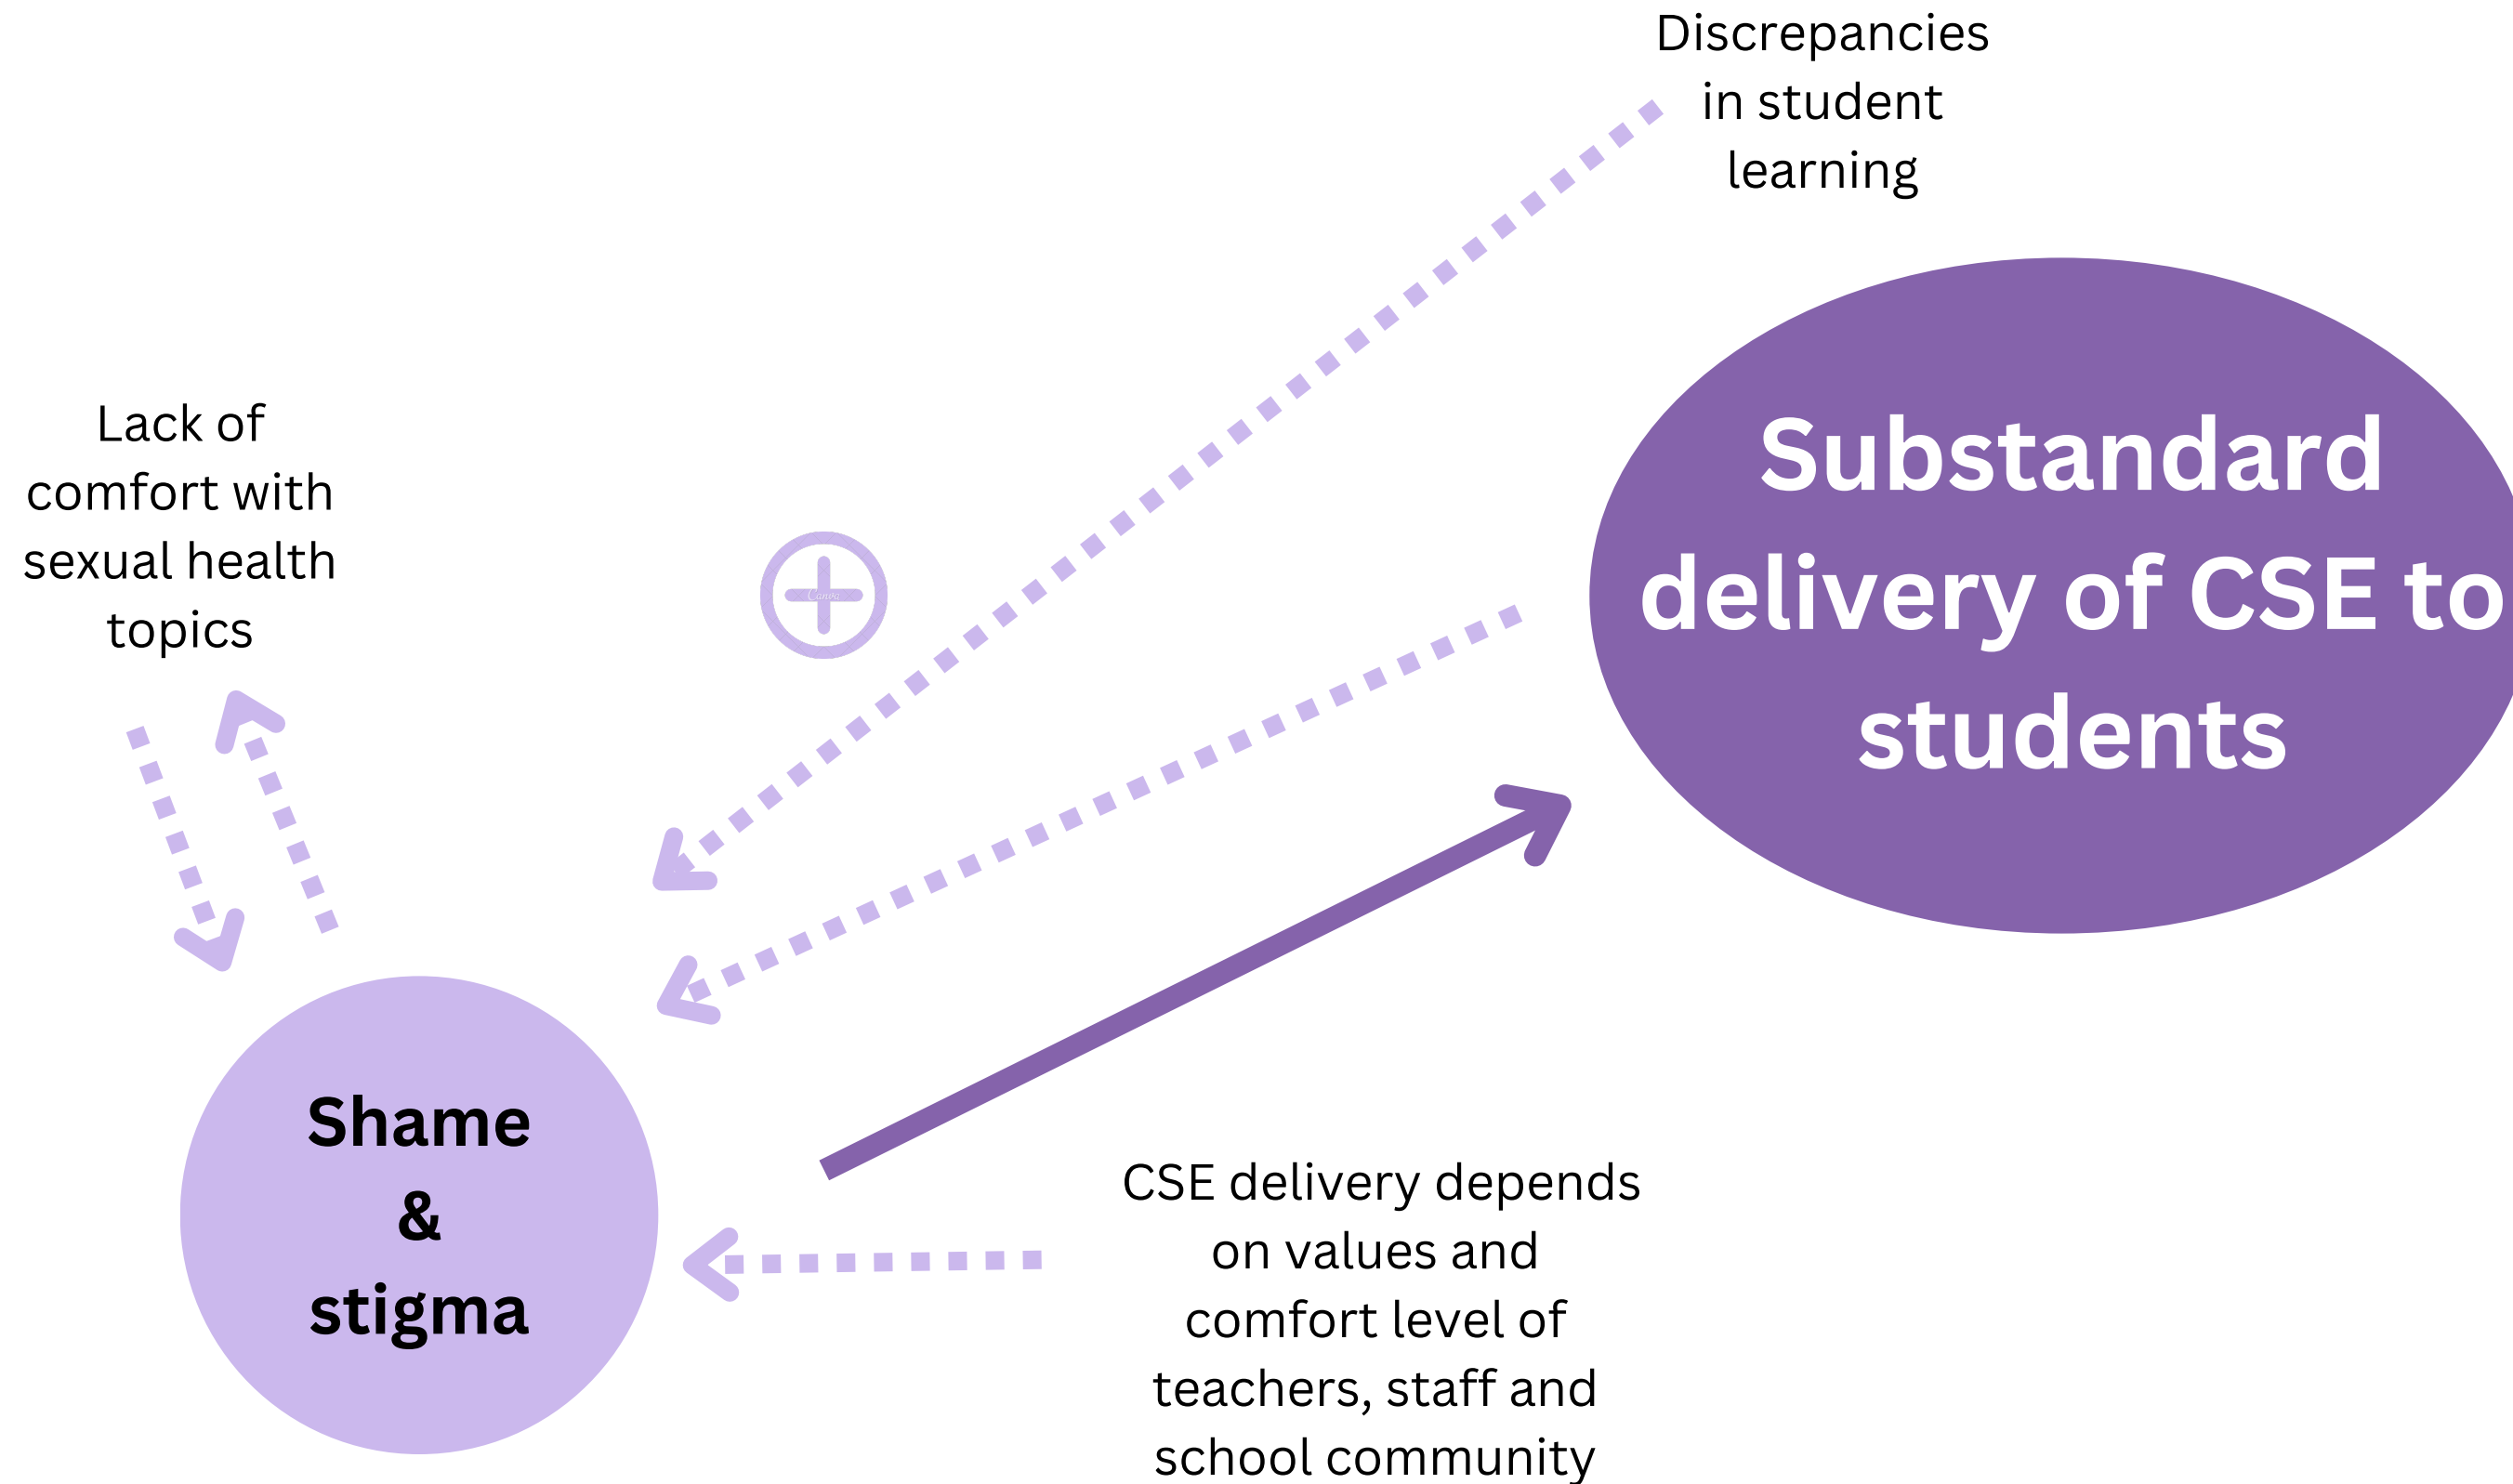 Discrepancies
in student
learning
Lack of
comfort with
sexual health
topics
Canva
Substandard
delivery of CSE to
students
Shame
&
stigma
CSE delivery depends
on values and
comfort level of
teachers, staff and
school community